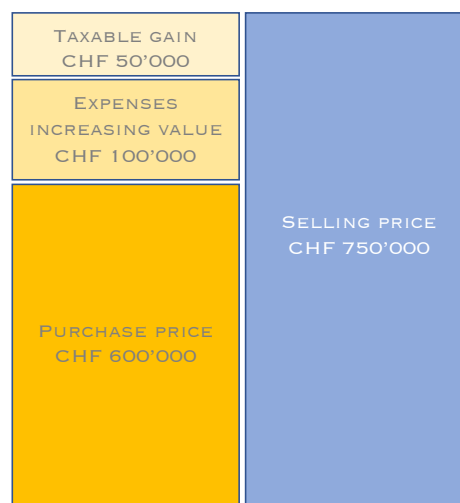 Taxable gain
CHF 50’000
Expenses
increasing value
CHF 100’000
Selling price
CHF 750’000
Purchase price
CHF 600’000